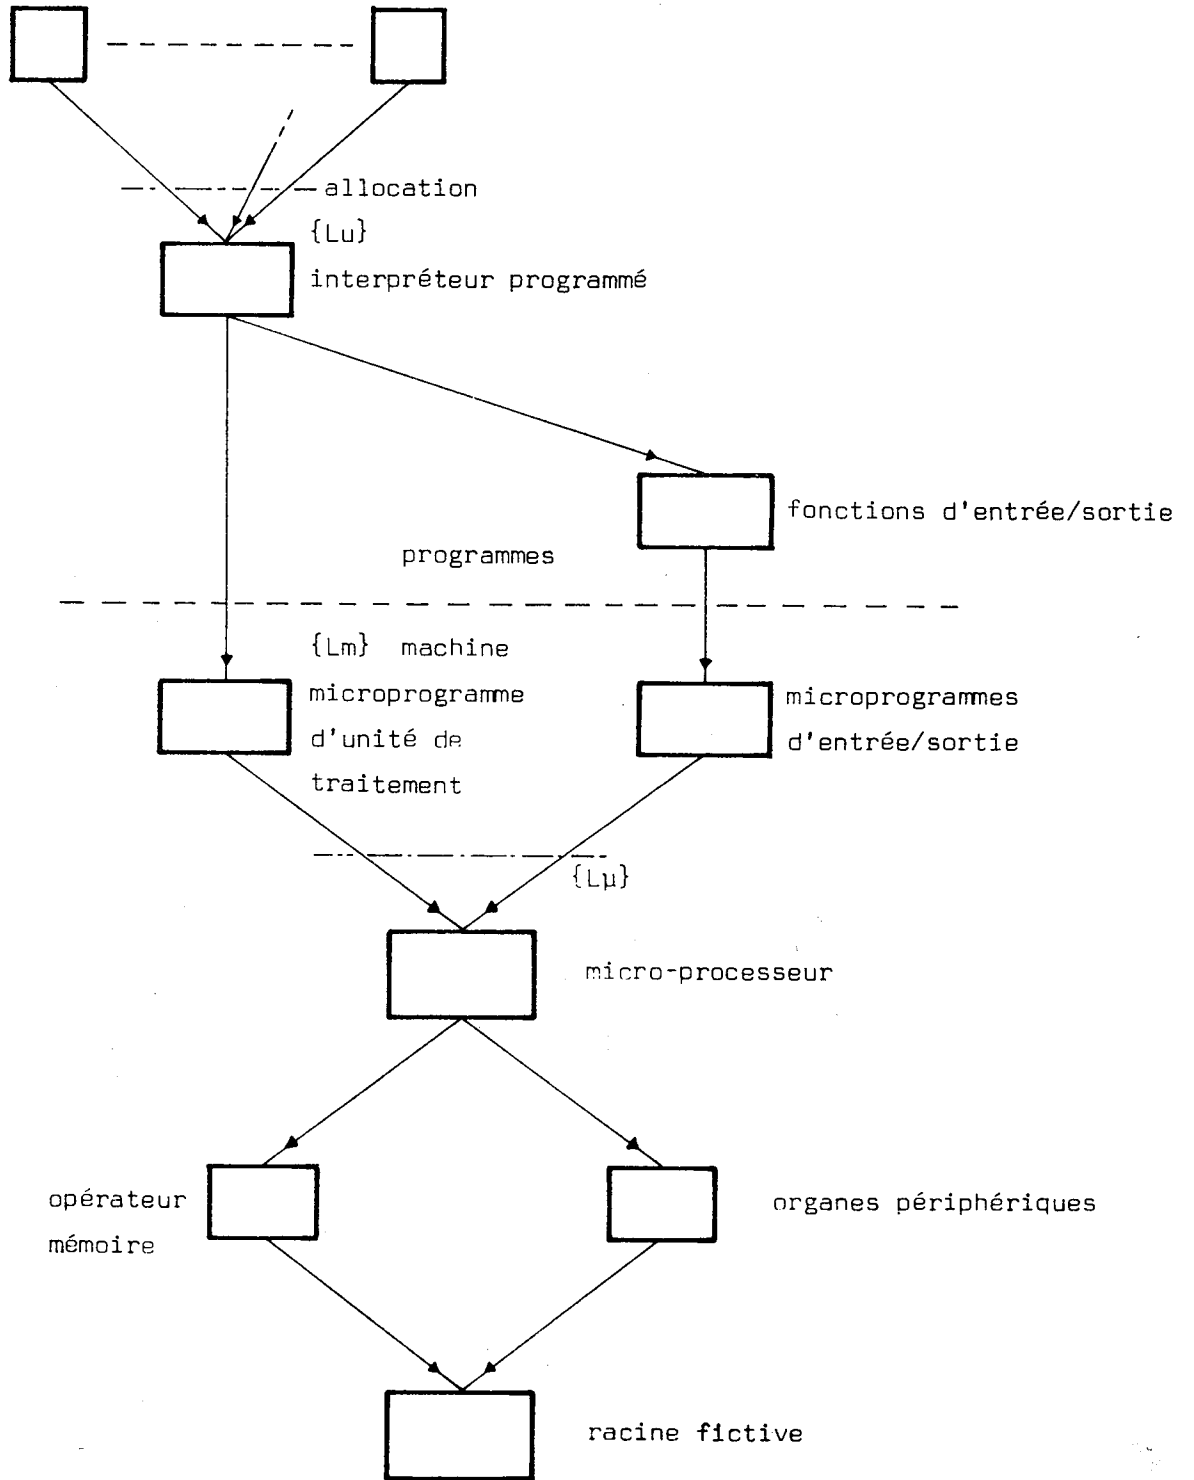 allocation
{Lu}
interpréteur programmé
fonctions d'entrée/sortie
programmes
{Lm} machine
microprogramme
d'unité de
traitement
microprogrammes
d'entrée/sortie
{Lμ}
micro-processeur
opérateur
mémoire
organes périphériques
racine fictive